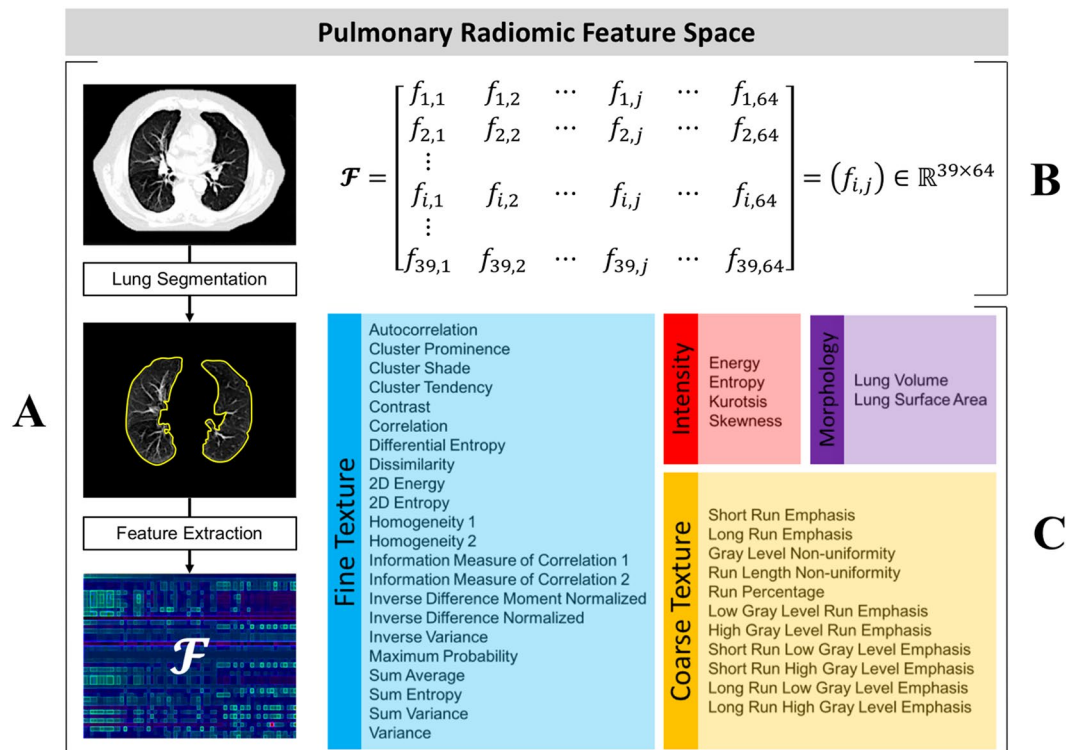 Pulmonary Radiomic Feature Space
A
Lung Segmentation
Feature Extraction
𝓕
𝓕 = [
f1,1 f1,2 ⋯ f1,j ⋯ f1,64
f2,1 f2,2 ⋯ f2,j ⋯ f2,64
⋮
fi,1 fi,2 ⋯ fi,j ⋯ fi,64
⋮
f39,1 f39,2 ⋯ f39,j ⋯ f39,64
] = (fi,j) ∈ ℝ39×64
B
Fine Texture
Autocorrelation
Cluster Prominence
Cluster Shade
Cluster Tendency
Contrast
Correlation
Differential Entropy
Dissimilarity
2D Energy
2D Entropy
Homogeneity 1
Homogeneity 2
Information Measure of Correlation 1
Information Measure of Correlation 2
Inverse Difference Moment Normalized
Inverse Difference Normalized
Inverse Variance
Maximum Probability
Sum Average
Sum Entropy
Sum Variance
Variance
Intensity
Energy
Entropy
Kurotsis
Skewness
Morphology
Lung Volume
Lung Surface Area
Coarse Texture
Short Run Emphasis
Long Run Emphasis
Gray Level Non-uniformity
Run Length Non-uniformity
Run Percentage
Low Gray Level Run Emphasis
High Gray Level Run Emphasis
Short Run Low Gray Level Emphasis
Short Run High Gray Level Emphasis
Long Run Low Gray Level Emphasis
Long Run High Gray Level Emphasis
C